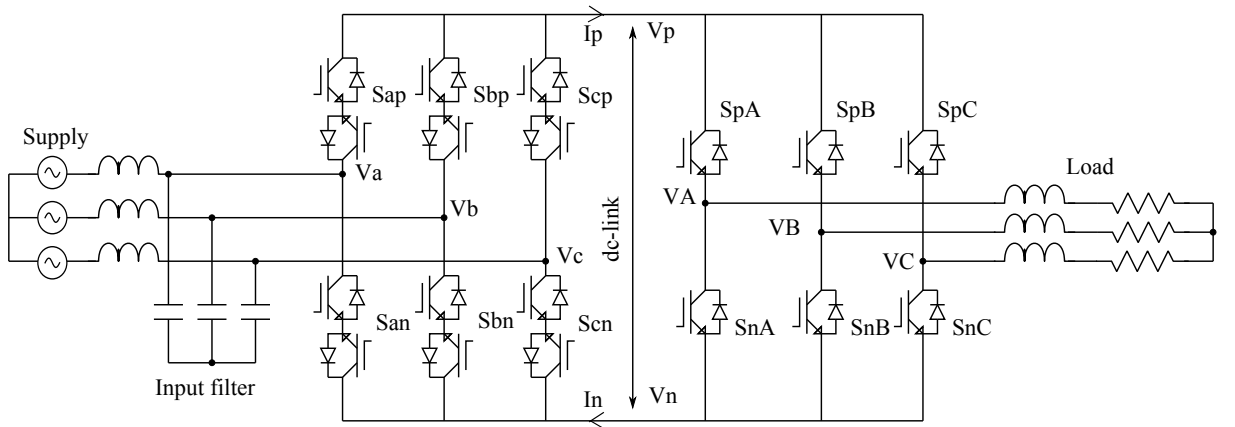 Ip
Vp
Sap
Sbp
Scp
SpA
SpB
SpC
Supply
Va
Load
VA
Vb
VB
Vc
VC
dc-link
San
Sbn
Scn
SnA
SnB
SnC
Input filter
In
Vn